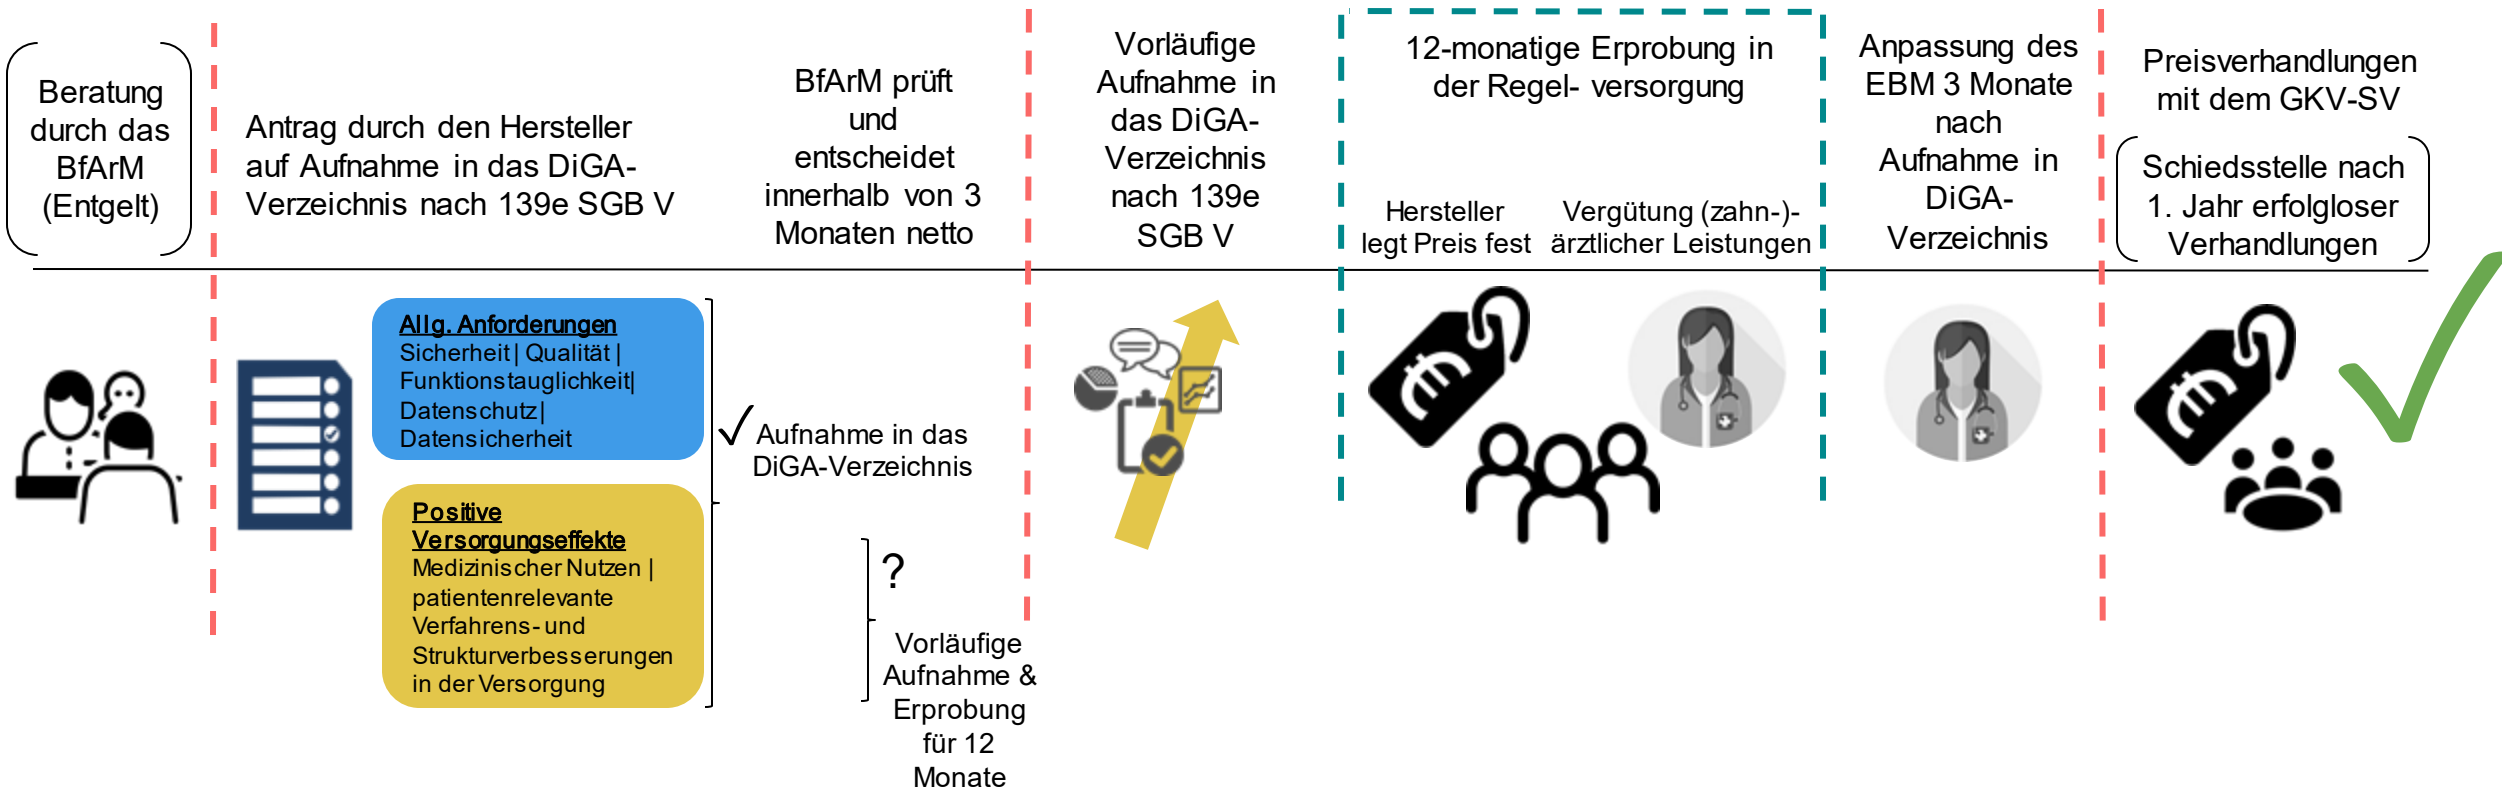 Beratung
durch das
BfArM
(Entgelt)
Antrag durch den Hersteller
auf Aufnahme in das DiGA-
Verzeichnis nach 139e SGB V
BfArM prüft
und
entscheidet
innerhalb von 3
Monaten netto
Vorläufige
Aufnahme in
das DiGA-
Verzeichnis
nach 139e
SGB V
12-monatige Erprobung in
der Regel- versorgung
Hersteller
legt Preis fest
Vergütung (zahn-)-
ärztlicher Leistungen
Anpassung des
EBM 3 Monate
nach
Aufnahme in
DiGA-
Verzeichnis
Preisverhandlungen
mit dem GKV-SV
Schiedsstelle nach
1. Jahr erfolgloser
Verhandlungen
Allg. Anforderungen
Sicherheit | Qualität |
Funktionstauglichkeit|
Datenschutz|
Datensicherheit
Positive
Versorgungseffekte
Medizinischer Nutzen |
patientenrelevante
Verfahrens- und
Strukturverbesserungen
in der Versorgung
Aufnahme in das
DiGA-Verzeichnis
?
Vorläufige
Aufnahme &
Erprobung
für 12
Monate